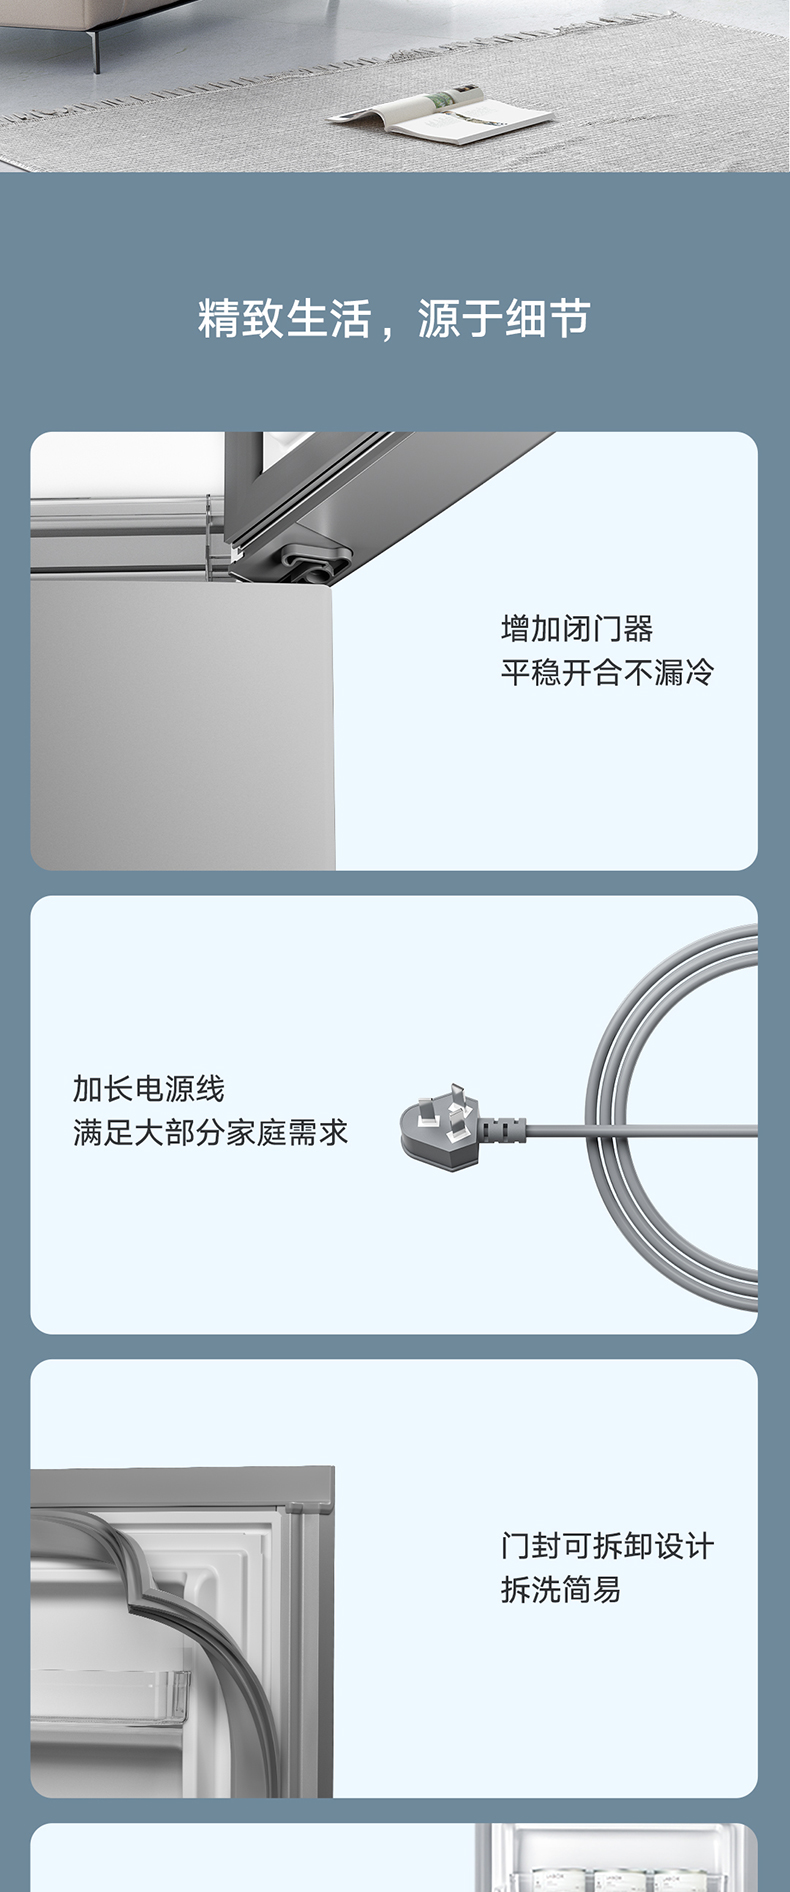 精致生活，源于细节
增加闭门器
平稳开合不漏冷
加长电源线
满足大部分家庭需求
门封可拆卸设计
拆洗简易